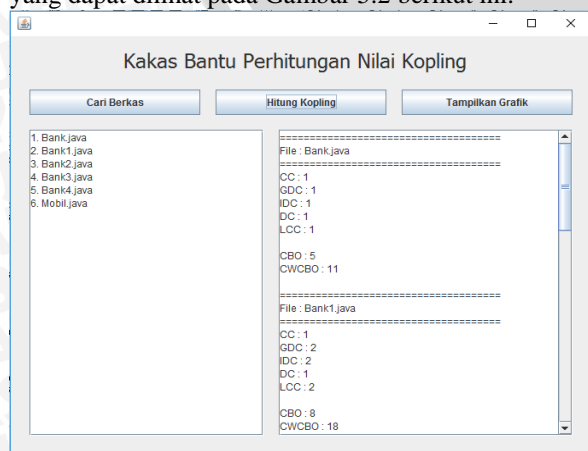 yang dapat dilihat pada Gambar 5.2 berikut ini.
Kakas Bantu Perhitungan Nilai Kopling
Cari Berkas
Hitung Kopling
Tampilkan Grafik
1. Bank.java
2. Bank1.java
3. Bank2.java
4. Bank3.java
5. Bank4.java
6. Mobil.java
=====================================
File : Bank.java
=====================================
CC : 1
GDC : 1
IDC : 1
DC : 1
LCC : 1
CBO : 5
CWCBO : 11
=====================================
File : Bank1.java
=====================================
CC : 1
GDC : 2
IDC : 2
DC : 1
LCC : 2
CBO : 8
CWCBO : 18